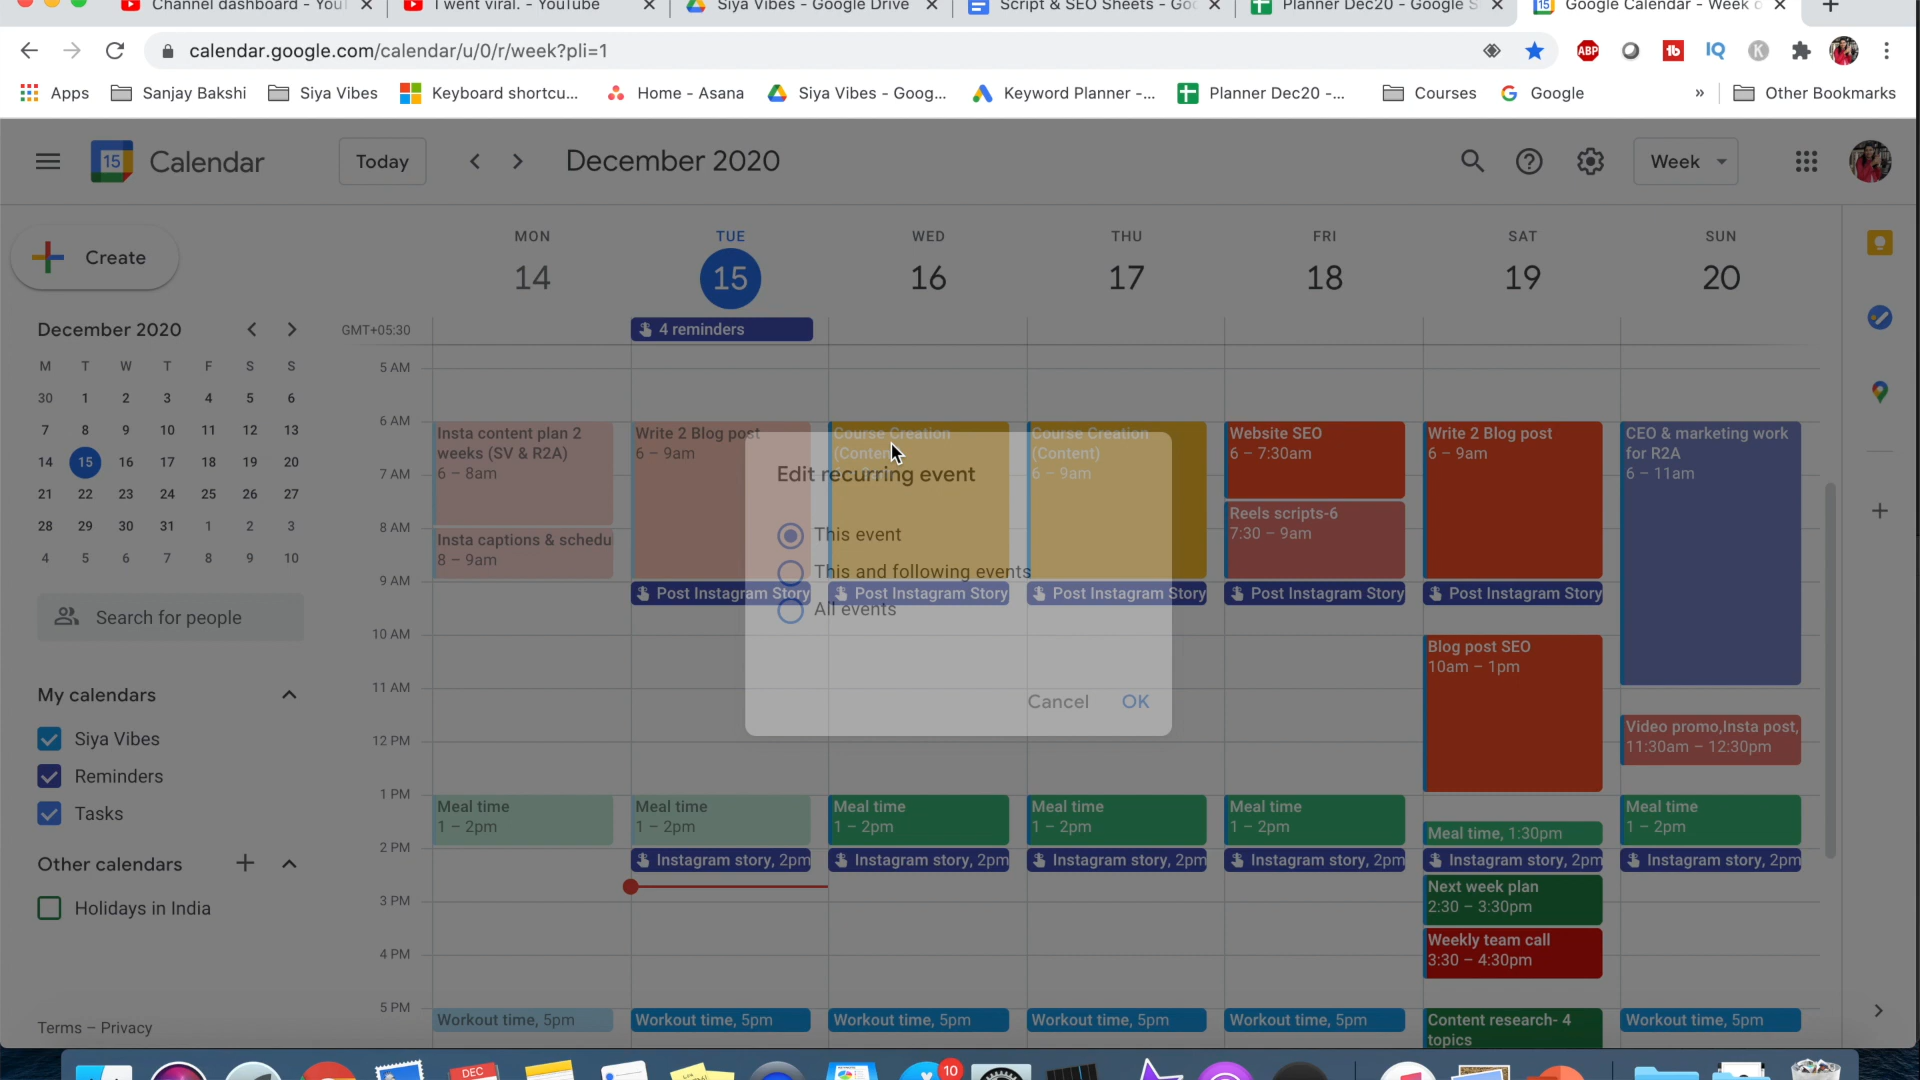 Channel dashboard - YouT
I went viral. - YouTube
Siya Vibes - Google Drive
Script & SEO Sheets - Goo
Planner Dec20 - Google S
Google Calendar - Week o
calendar.google.com/calendar/u/0/r/week?pli=1
ABP
tb
IQ
K
Apps
Sanjay Bakshi
Siya Vibes
Keyboard shortcu...
Home - Asana
Siya Vibes - Goog...
Keyword Planner -...
Planner Dec20 -...
Courses
Google
Other Bookmarks
15
Calendar
Today
December 2020
Week
Create
MON
14
TUE
15
WED
16
THU
17
FRI
18
SAT
19
SUN
20
December 2020
M T W T F S S
30 1 2 3 4 5 6
7 8 9 10 11 12 13
14 15 16 17 18 19 20
21 22 23 24 25 26 27
28 29 30 31 1 2 3
4 5 6 7 8 9 10
Search for people
My calendars
Siya Vibes
Reminders
Tasks
Other calendars
Holidays in India
Terms – Privacy
GMT+05:30
4 reminders
5 AM
6 AM
7 AM
8 AM
9 AM
10 AM
11 AM
12 PM
1 PM
2 PM
3 PM
4 PM
5 PM
Insta content plan 2
weeks (SV & R2A)
6 – 8am
Insta captions & schedu
8 – 9am
Meal time
1 – 2pm
Workout time, 5pm
Write 2 Blog post
6 – 9am
Post Instagram Story
Meal time
1 – 2pm
Instagram story, 2pm
Workout time, 5pm
Course Creation
Post Instagram Story
Meal time
1 – 2pm
Instagram story, 2pm
Workout time, 5pm
Course Creation
(Content)
6 – 9am
Post Instagram Story
Meal time
1 – 2pm
Instagram story, 2pm
Workout time, 5pm
Website SEO
6 – 7:30am
Reels scripts-6
7:30 – 9am
Post Instagram Story
Meal time
1 – 2pm
Instagram story, 2pm
Workout time, 5pm
Write 2 Blog post
6 – 9am
Post Instagram Story
Blog post SEO
10am – 1pm
Meal time, 1:30pm
Instagram story, 2pm
Next week plan
2:30 – 3:30pm
Weekly team call
3:30 – 4:30pm
Content research- 4
topics
CEO & marketing work
for R2A
6 – 11am
Video promo,Insta post,
11:30am – 12:30pm
Meal time
1 – 2pm
Instagram story, 2pm
Workout time, 5pm
Edit recurring event
This event
This and following events
All events
Cancel
OK
DEC
10